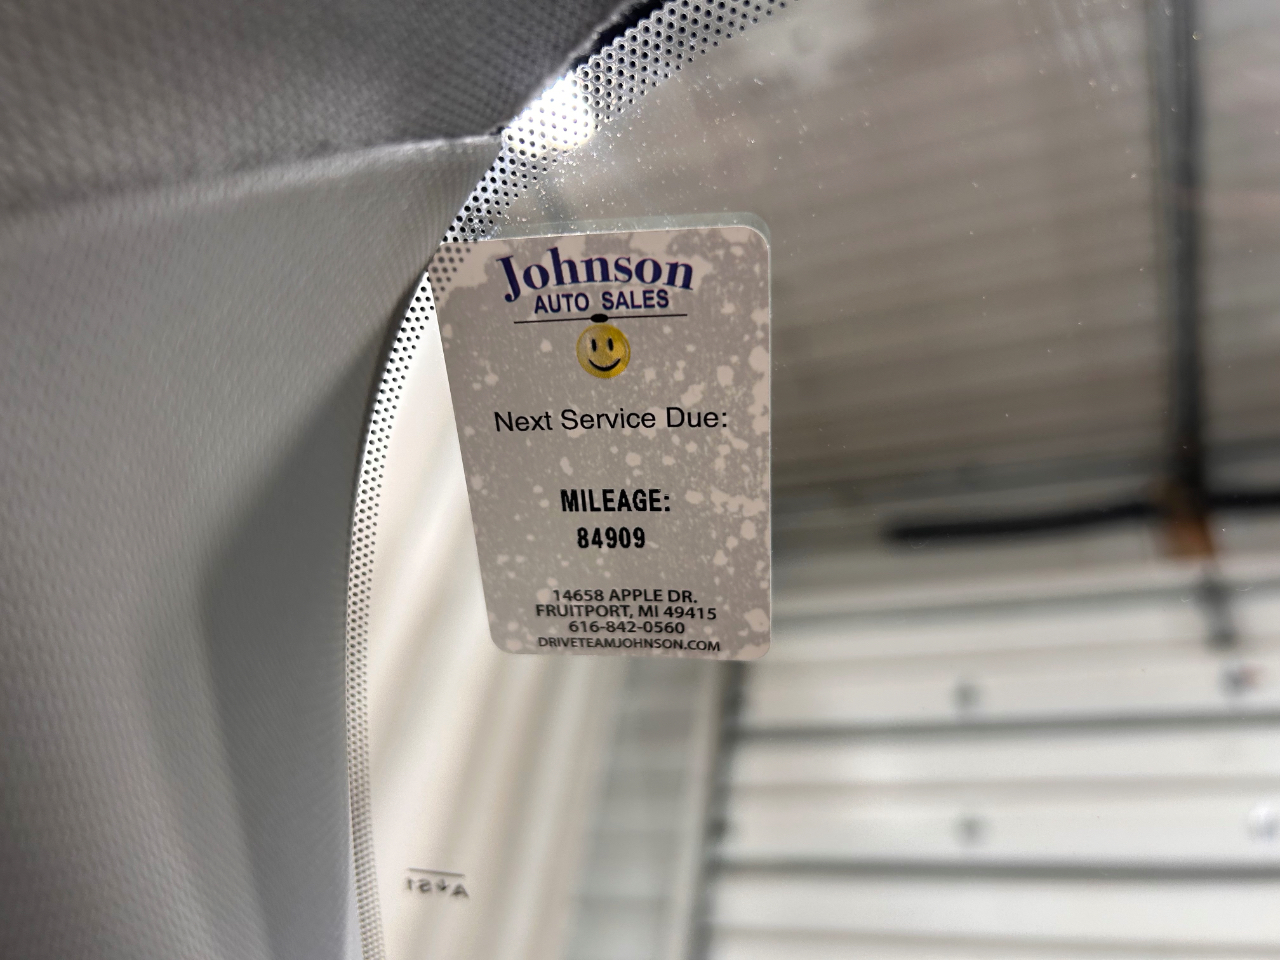 Johnson
AUTO SALES
Next Service Due:
MILEAGE:
84909
14658 APPLE DR.
FRUITPORT, MI 49415
616-842-0560
DRIVETEAMJOHNSON.COM